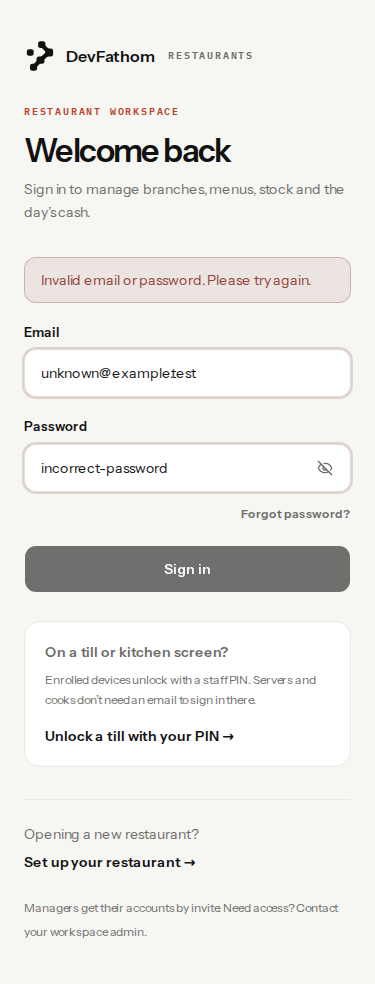 DevFathom RESTAURANTS
RESTAURANT WORKSPACE
Welcome back
Sign in to manage branches, menus, stock and the
day's cash.
Invalid email or password. Please try again.
Email
unknown@example.test
Password
incorrect-password
Forgot password?
Sign in
On a till or kitchen screen?
Enrolled devices unlock with a staff PIN. Servers and
cooks don't need an email to sign in there.
Unlock a till with your PIN →
Opening a new restaurant?
Set up your restaurant →
Managers get their accounts by invite. Need access? Contact
your workspace admin.